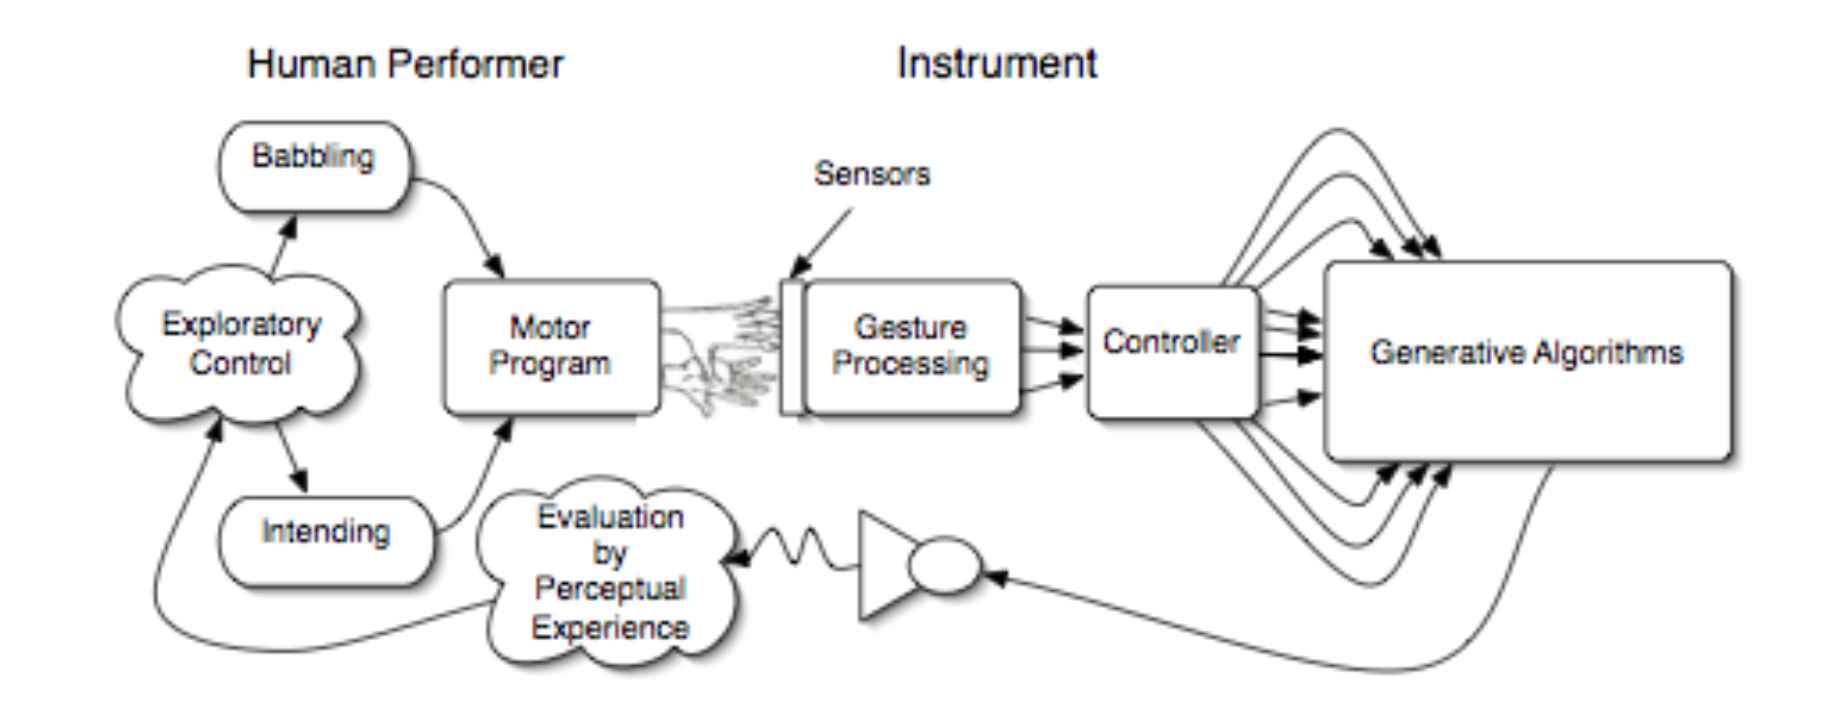 Human Performer
Instrument
Babbling
Sensors
Exploratory
Control
Motor
Program
Gesture
Processing
Controller
Generative Algorithms
Intending
Evaluation
by
Perceptual
Experience